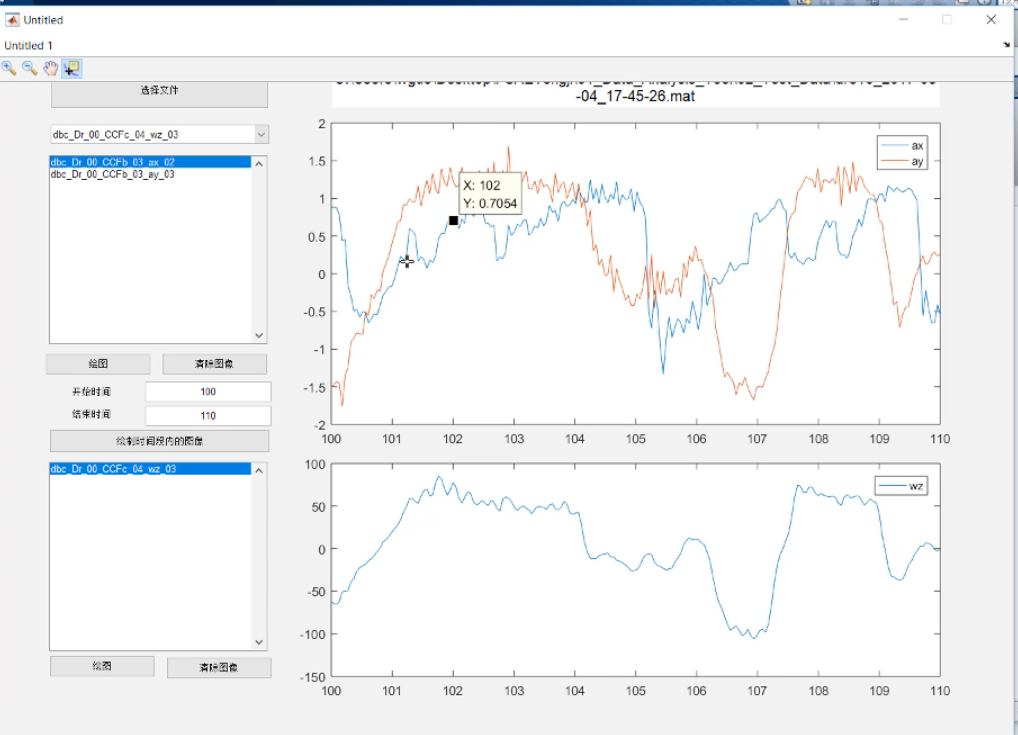 Untitled
Untitled 1
选择文件
-04_17-45-26.mat
dbc_Dr_00_CCFc_04_wz_03
dbc_Dr_00_CCFb_03_ax_02
dbc_Dr_00_CCFb_03_ay_03
绘图 清除图像
开始时间 100
结束时间 110
绘制时间段内的图像
dbc_Dr_00_CCFc_04_wz_03
绘图 清除图像
2
1.5
1
0.5
0
-0.5
-1
-1.5
-2
100 101 102 103 104 105 106 107 108 109 110
ax
ay
X: 102
Y: 0.7054
100
50
0
-50
-100
-150
100 101 102 103 104 105 106 107 108 109 110
wz